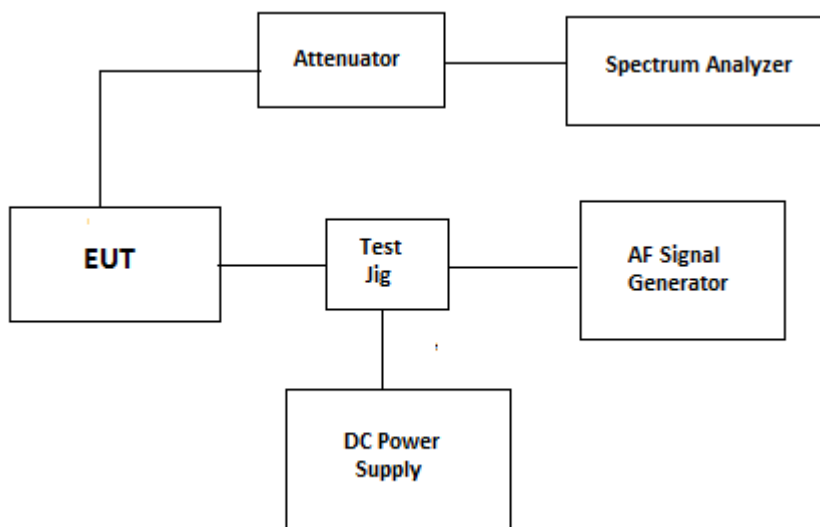 Attenuator
Spectrum Analyzer
EUT
Test
Jig
AF Signal
Generator
DC Power
Supply